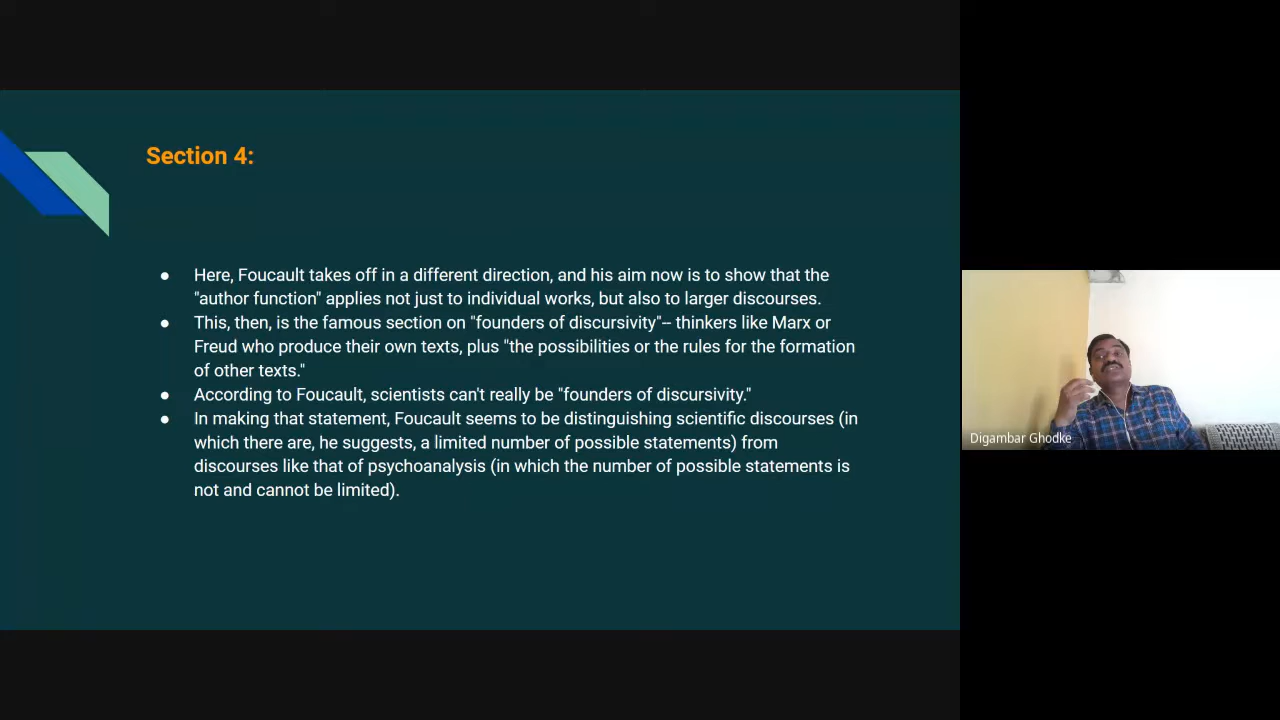 Section 4:
● Here, Foucault takes off in a different direction, and his aim now is to show that the
"author function" applies not just to individual works, but also to larger discourses.
● This, then, is the famous section on "founders of discursivity"-- thinkers like Marx or
Freud who produce their own texts, plus "the possibilities or the rules for the formation
of other texts."
● According to Foucault, scientists can't really be "founders of discursivity."
● In making that statement, Foucault seems to be distinguishing scientific discourses (in
which there are, he suggests, a limited number of possible statements) from
discourses like that of psychoanalysis (in which the number of possible statements is
not and cannot be limited).
Digambar Ghodke